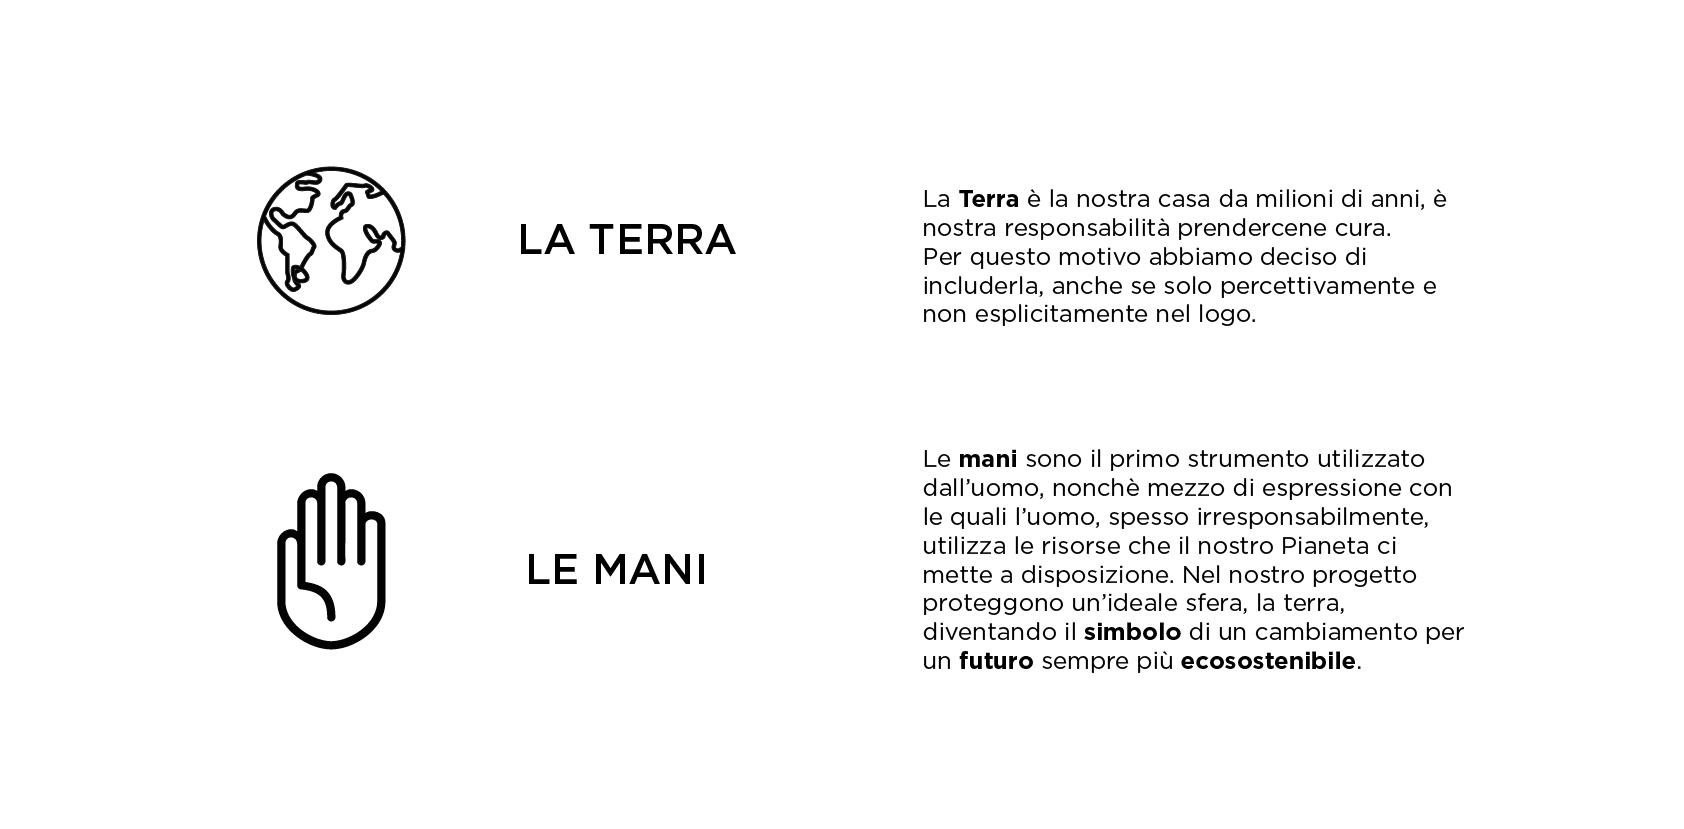 LA TERRA
La Terra è la nostra casa da milioni di anni, è
nostra responsabilità prendercene cura.
Per questo motivo abbiamo deciso di
includerla, anche se solo percettivamente e
non esplicitamente nel logo.
LE MANI
Le mani sono il primo strumento utilizzato
dall’uomo, nonchè mezzo di espressione con
le quali l’uomo, spesso irresponsabilmente,
utilizza le risorse che il nostro Pianeta ci
mette a disposizione. Nel nostro progetto
proteggono un’ideale sfera, la terra,
diventando il simbolo di un cambiamento per
un futuro sempre più ecosostenibile.